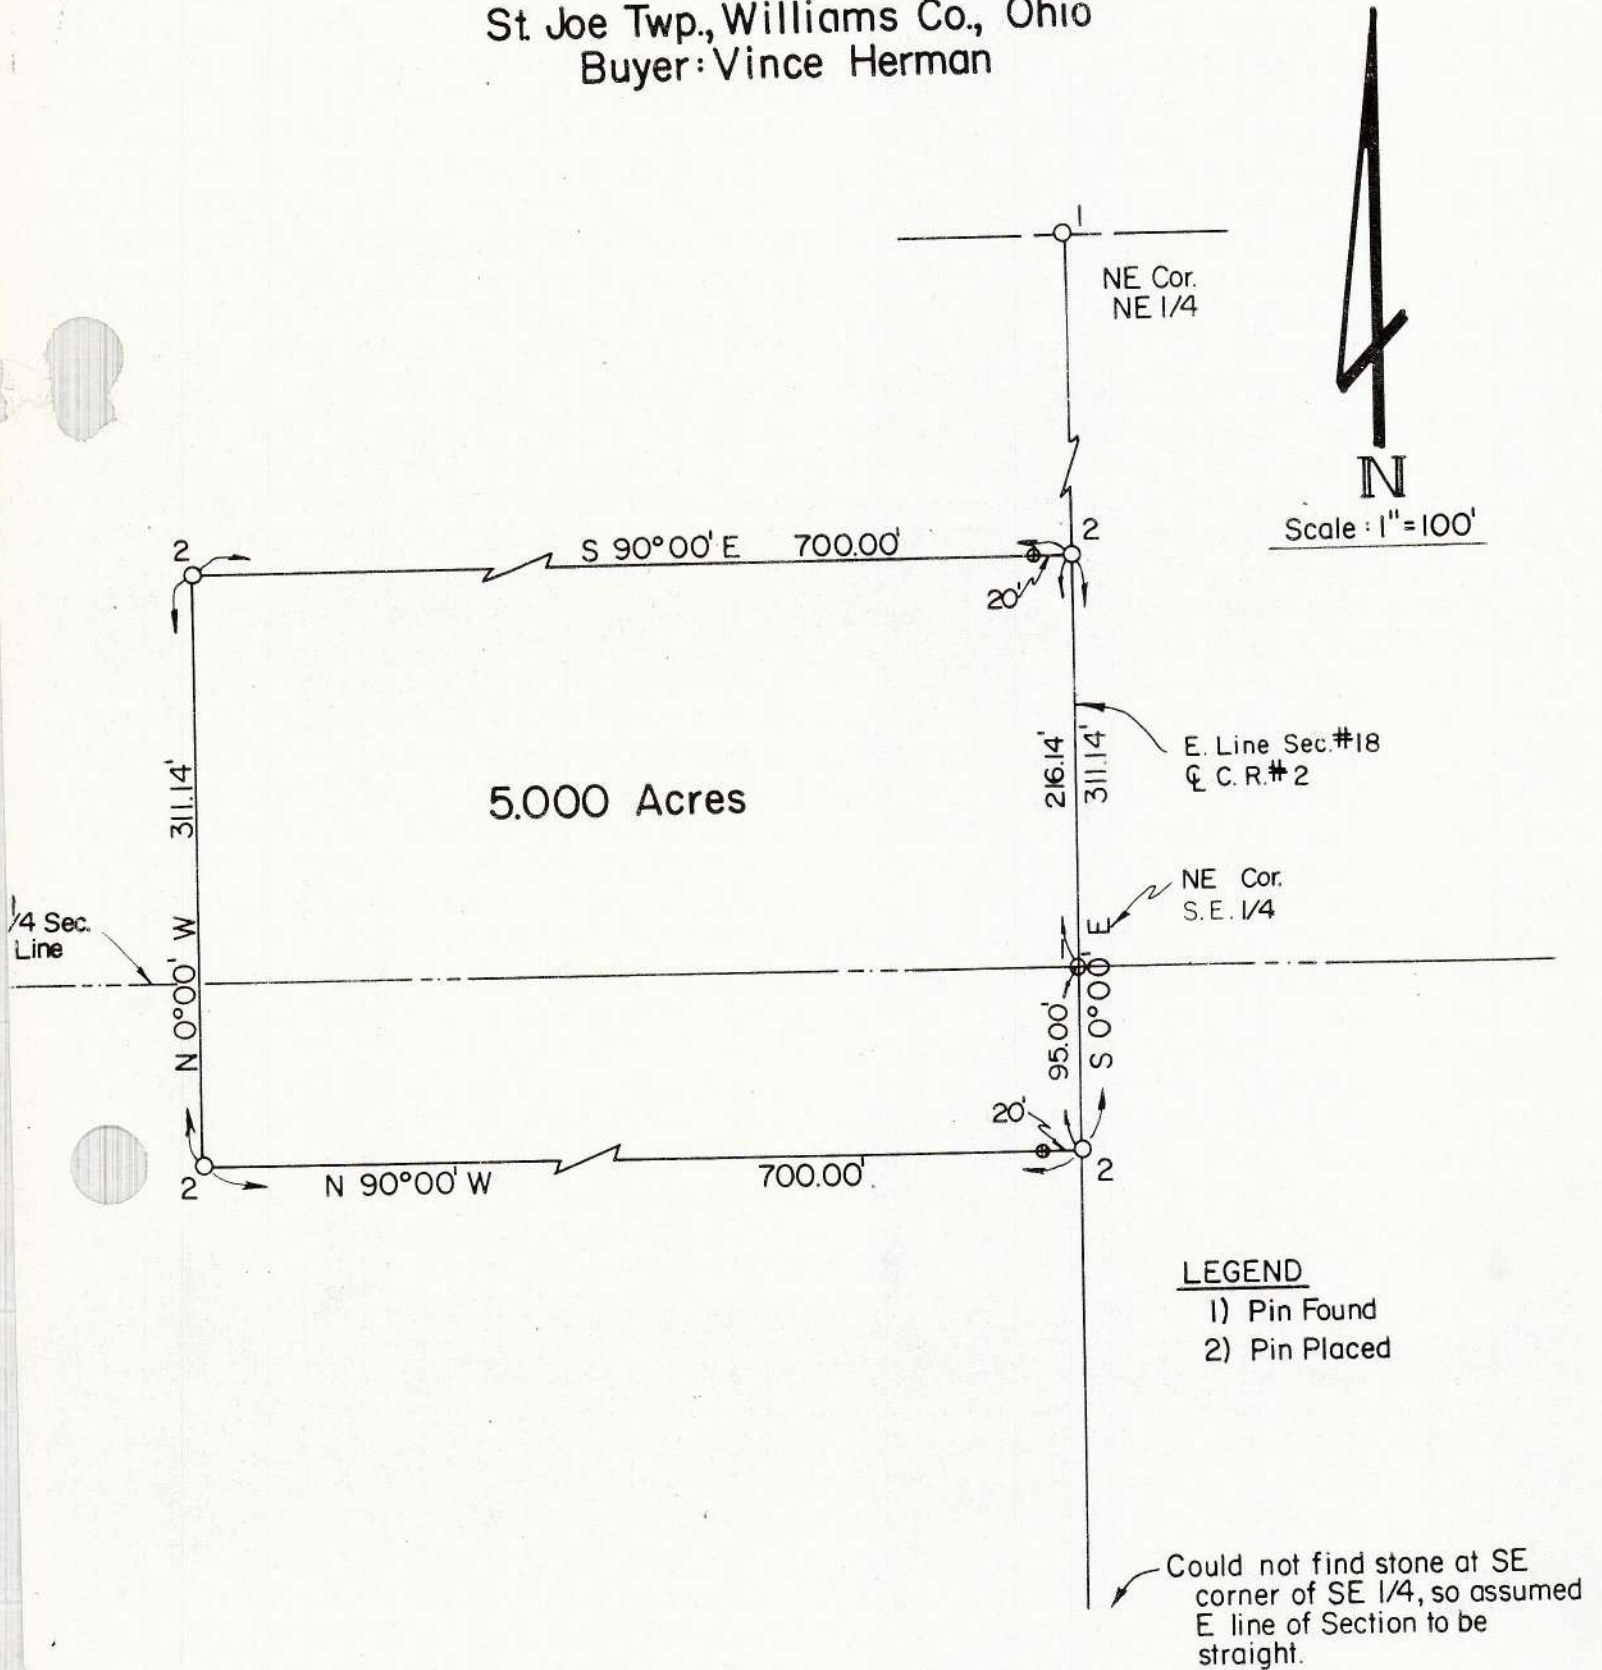 St. Joe Twp., Williams Co., Ohio
Buyer: Vince Herman
1
NE Cor.
NE 1/4
N
Scale: 1"=100'
2
S 90°00' E 700.00'
2
20'
311.14'
5.000 Acres
216.14'
311.14'
E. Line Sec. #18
℄ C. R. #2
NE Cor.
S.E. 1/4
1/4 Sec.
Line
N 0°00' W
1
95.00'
S 0°00' E
20'
2
N 90°00' W
700.00'
2
LEGEND
1) Pin Found
2) Pin Placed
Could not find stone at SE
corner of SE 1/4, so assumed
E line of Section to be
straight.